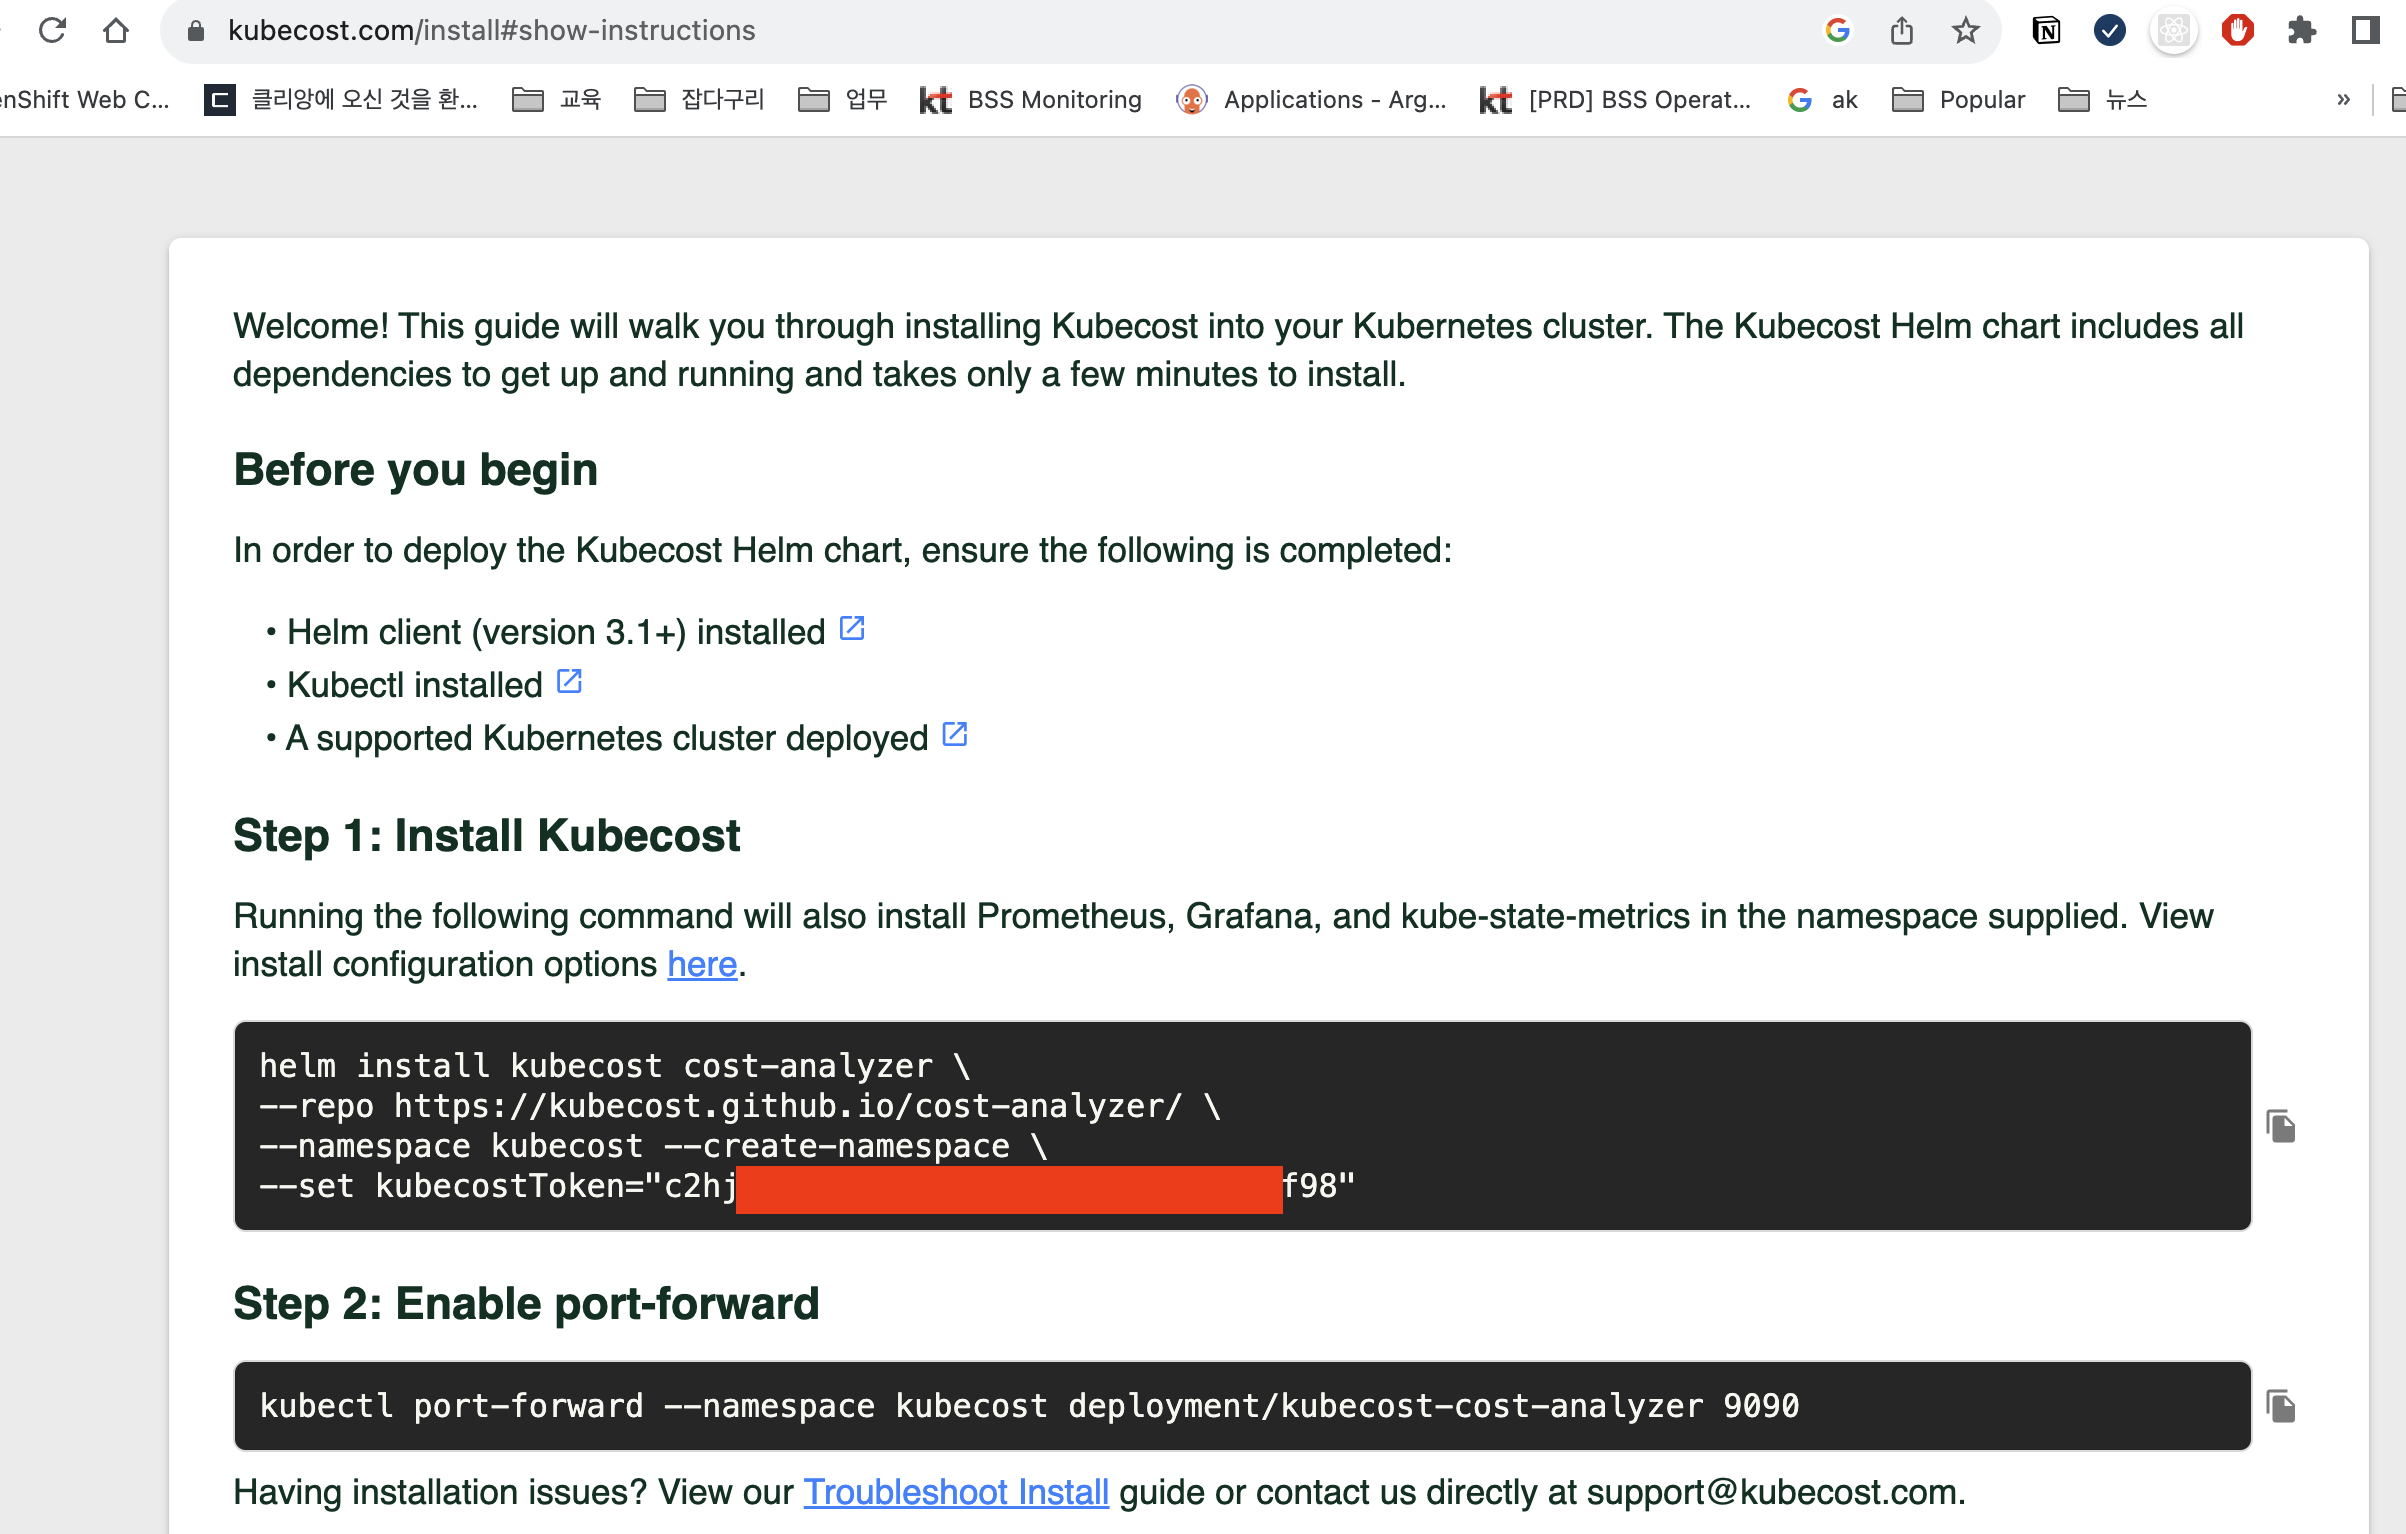 kubecost.com/install#show-instructions
enShift Web C... 클리앙에 오신 것을 환... 교육 잡다구리 업무 kt BSS Monitoring Applications - Arg... kt [PRD] BSS Operat... ak Popular 뉴스 »
Welcome! This guide will walk you through installing Kubecost into your Kubernetes cluster. The Kubecost Helm chart includes all
dependencies to get up and running and takes only a few minutes to install.
Before you begin
In order to deploy the Kubecost Helm chart, ensure the following is completed:
• Helm client (version 3.1+) installed
• Kubectl installed
• A supported Kubernetes cluster deployed
Step 1: Install Kubecost
Running the following command will also install Prometheus, Grafana, and kube-state-metrics in the namespace supplied. View
install configuration options here.
helm install kubecost cost-analyzer \
--repo https://kubecost.github.io/cost-analyzer/ \
--namespace kubecost --create-namespace \
--set kubecostToken="c2hj f98"
Step 2: Enable port-forward
kubectl port-forward --namespace kubecost deployment/kubecost-cost-analyzer 9090
Having installation issues? View our Troubleshoot Install guide or contact us directly at support@kubecost.com.